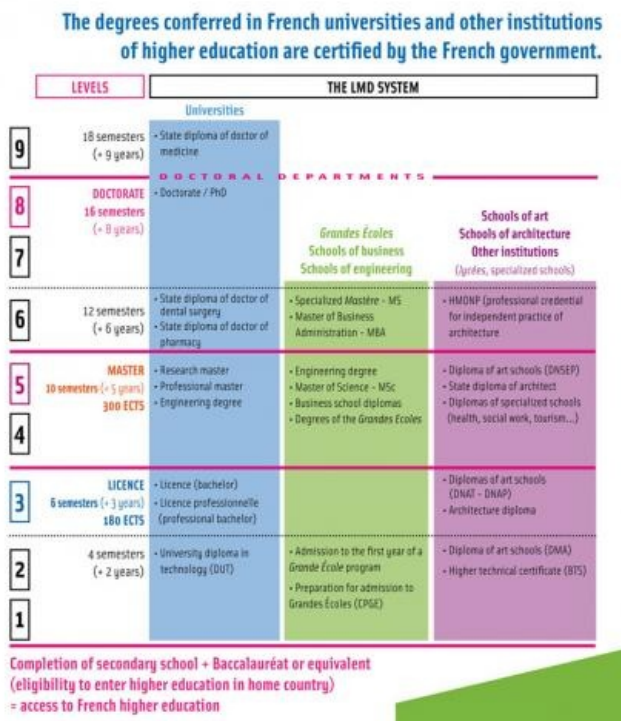 The degrees conferred in French universities and other institutions
of higher education are certified by the French government.
LEVELS
THE LMD SYSTEM
Universities
9
18 semesters
(+ 9 years)
• State diploma of doctor of
medicine
DOCTORAL DEPARTMENTS
8
DOCTORATE
16 semesters
(+ 8 years)
• Doctorate / PhD
7
Grandes Écoles
Schools of business
Schools of engineering
Schools of art
Schools of architecture
Other institutions
(lycées, specialized schools)
6
12 semesters
(+ 6 years)
• State diploma of doctor of
dental surgery
• State diploma of doctor of
pharmacy
• Specialized Mastère - MS
• Master of Business
Administration - MBA
• HMONP (professional credential
for independent practice of
architecture
5
MASTER
10 semesters (+ 5 years)
300 ECTS
• Research master
• Professional master
• Engineering degree
• Engineering degree
• Master of Science - MSc
• Business school diplomas
• Degrees of the Grandes Ecoles
• Diploma of art schools (DNSEP)
• State diploma of architect
• Diplomas of specialized schools
(health, social work, tourism...)
4
3
LICENCE
6 semesters (+ 3 years)
180 ECTS
• Licence (bachelor)
• Licence professionnelle
(professional bachelor)
• Diplomas of art schools
(DNAT - DNAP)
• Architecture diploma
2
4 semesters
(+ 2 years)
• University diploma in
technology (DUT)
• Admission to the first year of a
Grande École program
• Preparation for admission to
Grandes Écoles (CPGE)
• Diploma of art schools (DMA)
• Higher technical certificate (BTS)
1
Completion of secondary school + Baccalauréat or equivalent
(eligibility to enter higher education in home country)
= access to French higher education